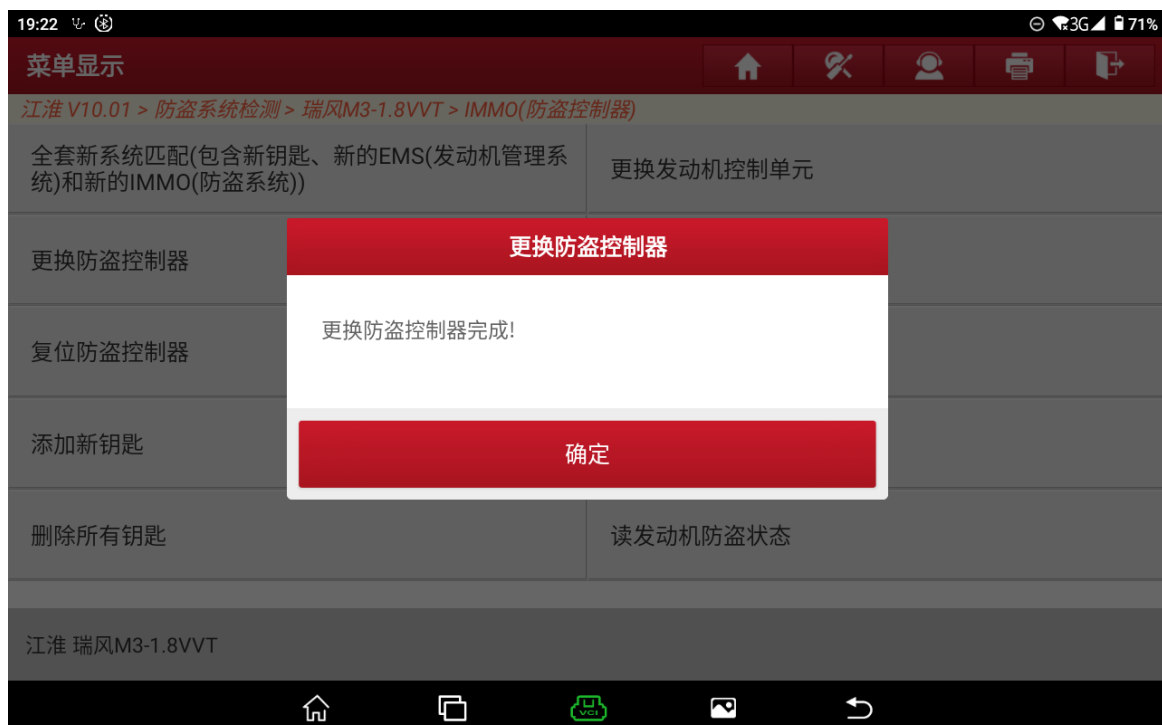 19:22 3G 71%
菜单显示
江淮 V10.01 > 防盗系统检测 > 瑞风M3-1.8VVT > IMMO(防盗控制器)
全套新系统匹配(包含新钥匙、新的EMS(发动机管理系
统)和新的IMMO(防盗系统))
更换发动机控制单元
更换防盗控制器
更换防盗控制器
更换防盗控制器完成!
复位防盗控制器
添加新钥匙
确定
删除所有钥匙
读发动机防盗状态
江淮 瑞风M3-1.8VVT
VCI